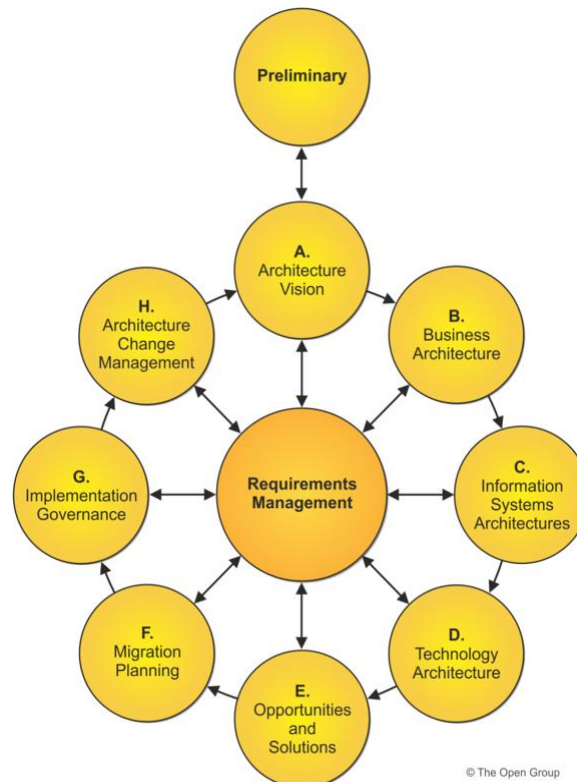 Preliminary
A.
Architecture
Vision
B.
Business
Architecture
C.
Information
Systems
Architectures
D.
Technology
Architecture
E.
Opportunities
and
Solutions
F.
Migration
Planning
G.
Implementation
Governance
H.
Architecture
Change
Management
Requirements
Management
© The Open Group